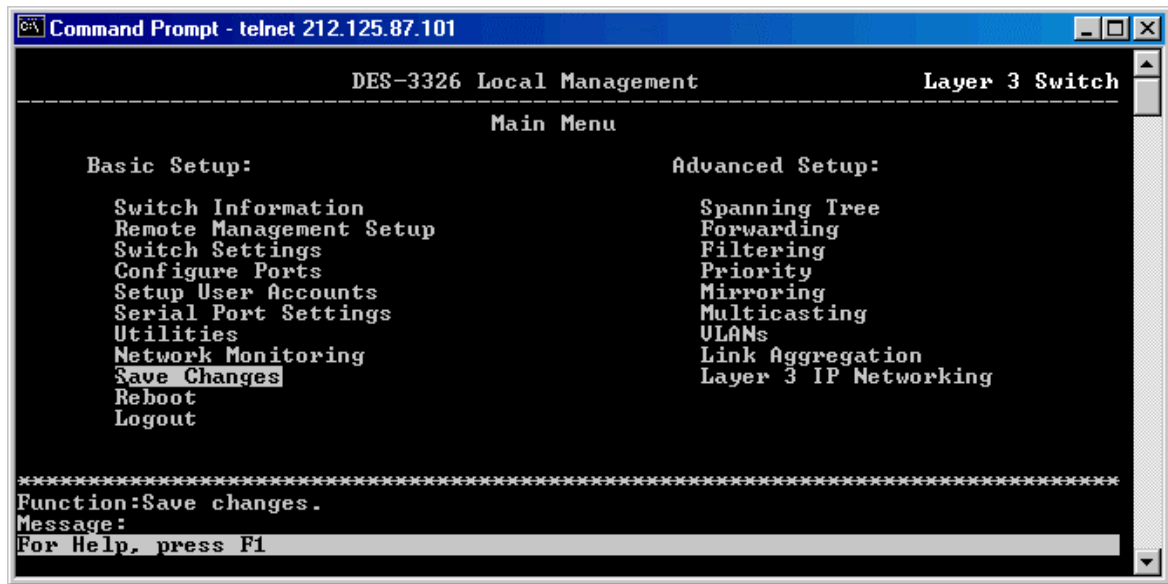 Command Prompt - telnet 212.125.87.101
DES-3326 Local Management Layer 3 Switch
Main Menu
Basic Setup: Advanced Setup:
Switch Information Spanning Tree
Remote Management Setup Forwarding
Switch Settings Filtering
Configure Ports Priority
Setup User Accounts Mirroring
Serial Port Settings Multicasting
Utilities VLANs
Network Monitoring Link Aggregation
Save Changes Layer 3 IP Networking
Reboot
Logout
*******************************************************************************
Function:Save changes.
Message:
For Help, press F1